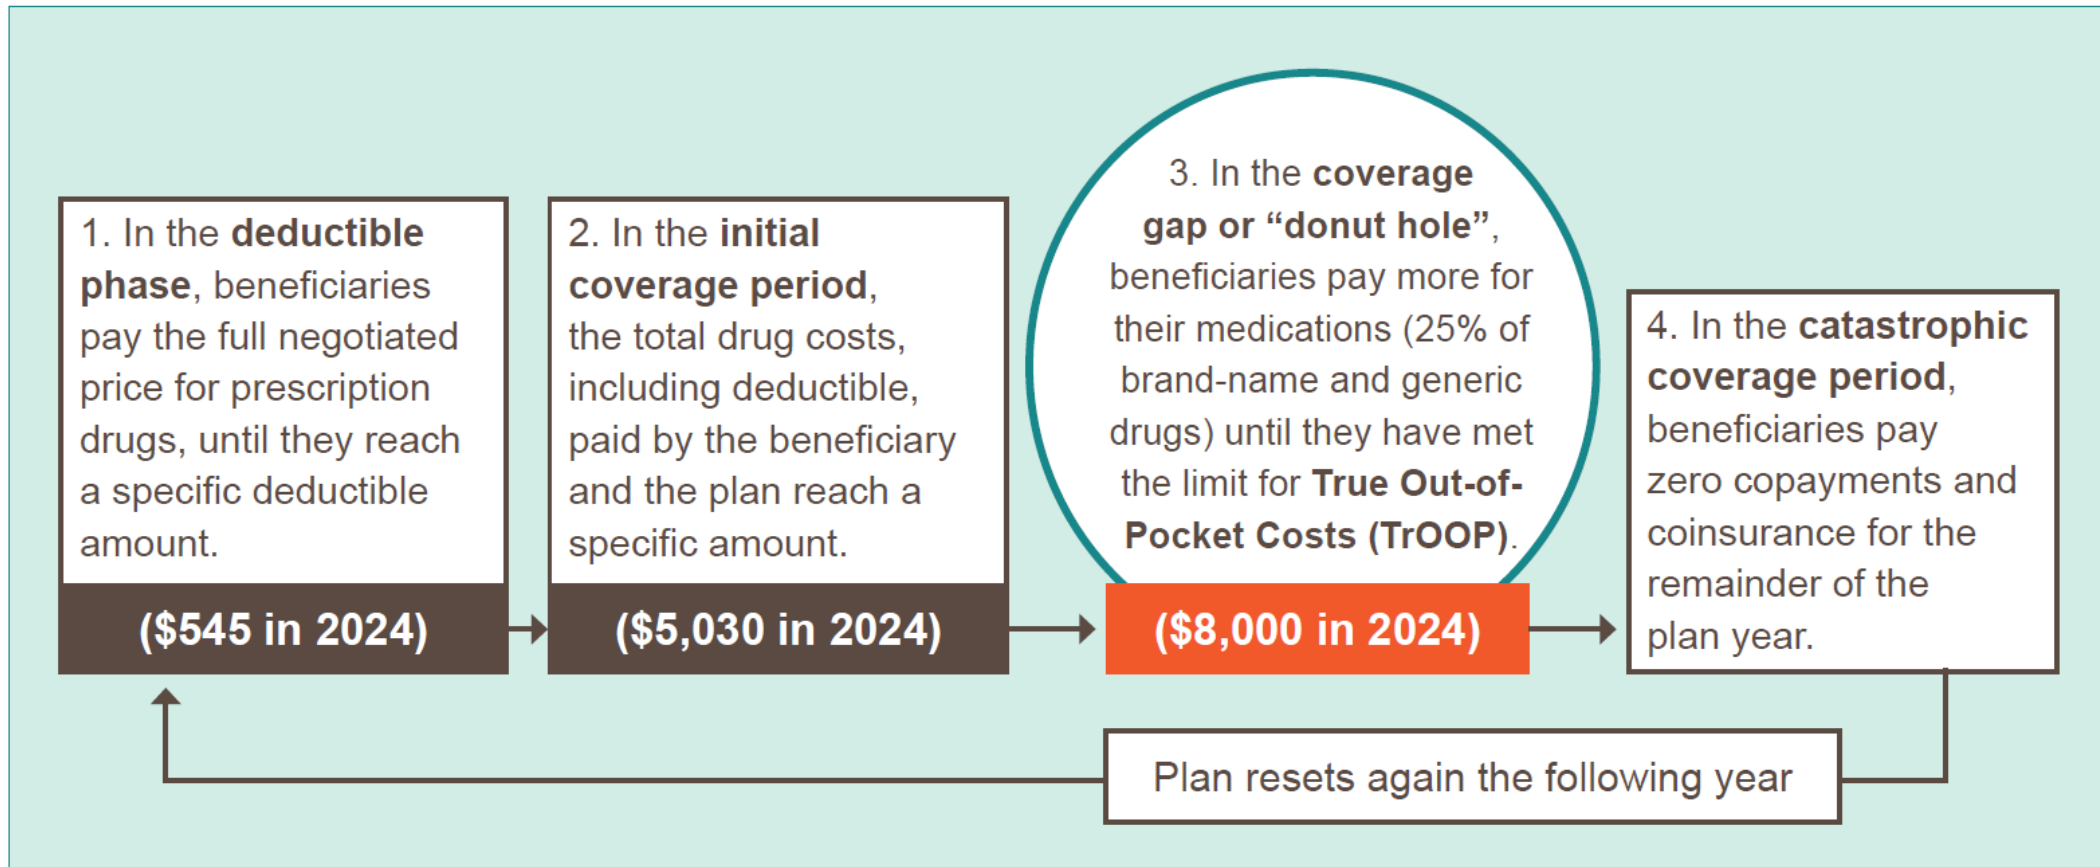 1. In the deductible
phase, beneficiaries
pay the full negotiated
price for prescription
drugs, until they reach
a specific deductible
amount.
($545 in 2024)
2. In the initial
coverage period,
the total drug costs,
including deductible,
paid by the beneficiary
and the plan reach a
specific amount.
($5,030 in 2024)
3. In the coverage
gap or “donut hole”,
beneficiaries pay more for
their medications (25% of
brand-name and generic
drugs) until they have met
the limit for True Out-of-
Pocket Costs (TrOOP).
($8,000 in 2024)
4. In the catastrophic
coverage period,
beneficiaries pay
zero copayments and
coinsurance for the
remainder of the
plan year.
Plan resets again the following year